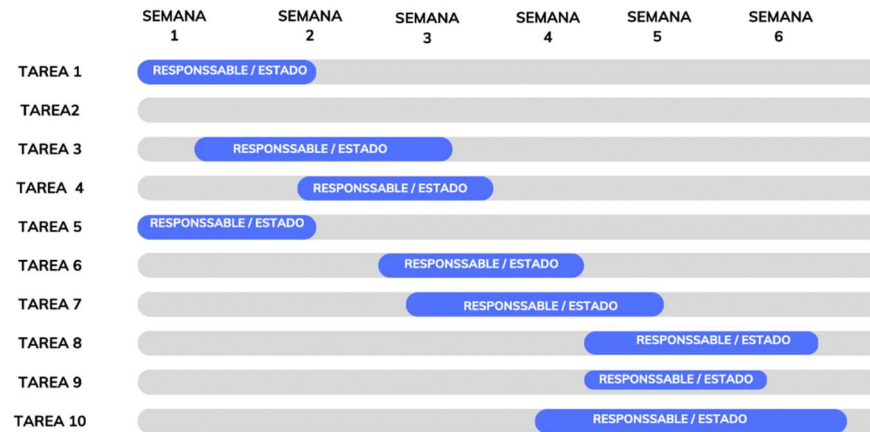 SEMANA 1
SEMANA 2
SEMANA 3
SEMANA 4
SEMANA 5
SEMANA 6
TAREA 1
RESPONSSABLE / ESTADO
TAREA2
TAREA 3
RESPONSSABLE / ESTADO
TAREA 4
RESPONSSABLE / ESTADO
TAREA 5
RESPONSSABLE / ESTADO
TAREA 6
RESPONSSABLE / ESTADO
TAREA 7
RESPONSSABLE / ESTADO
TAREA 8
RESPONSSABLE / ESTADO
TAREA 9
RESPONSSABLE / ESTADO
TAREA 10
RESPONSSABLE / ESTADO